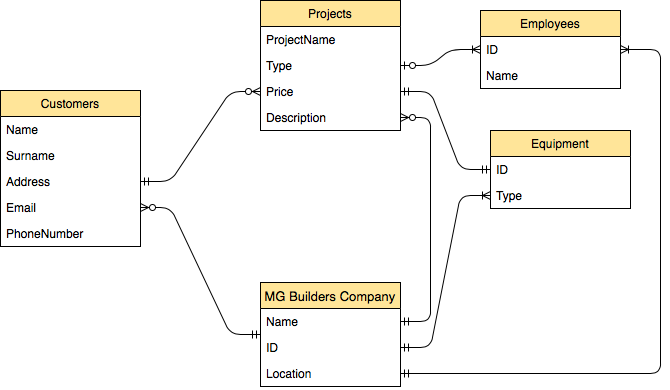 Projects
ProjectName
Type
Price
Description
Employees
ID
Name
Customers
Name
Surname
Address
Email
PhoneNumber
Equipment
ID
Type
MG Builders Company
Name
ID
Location